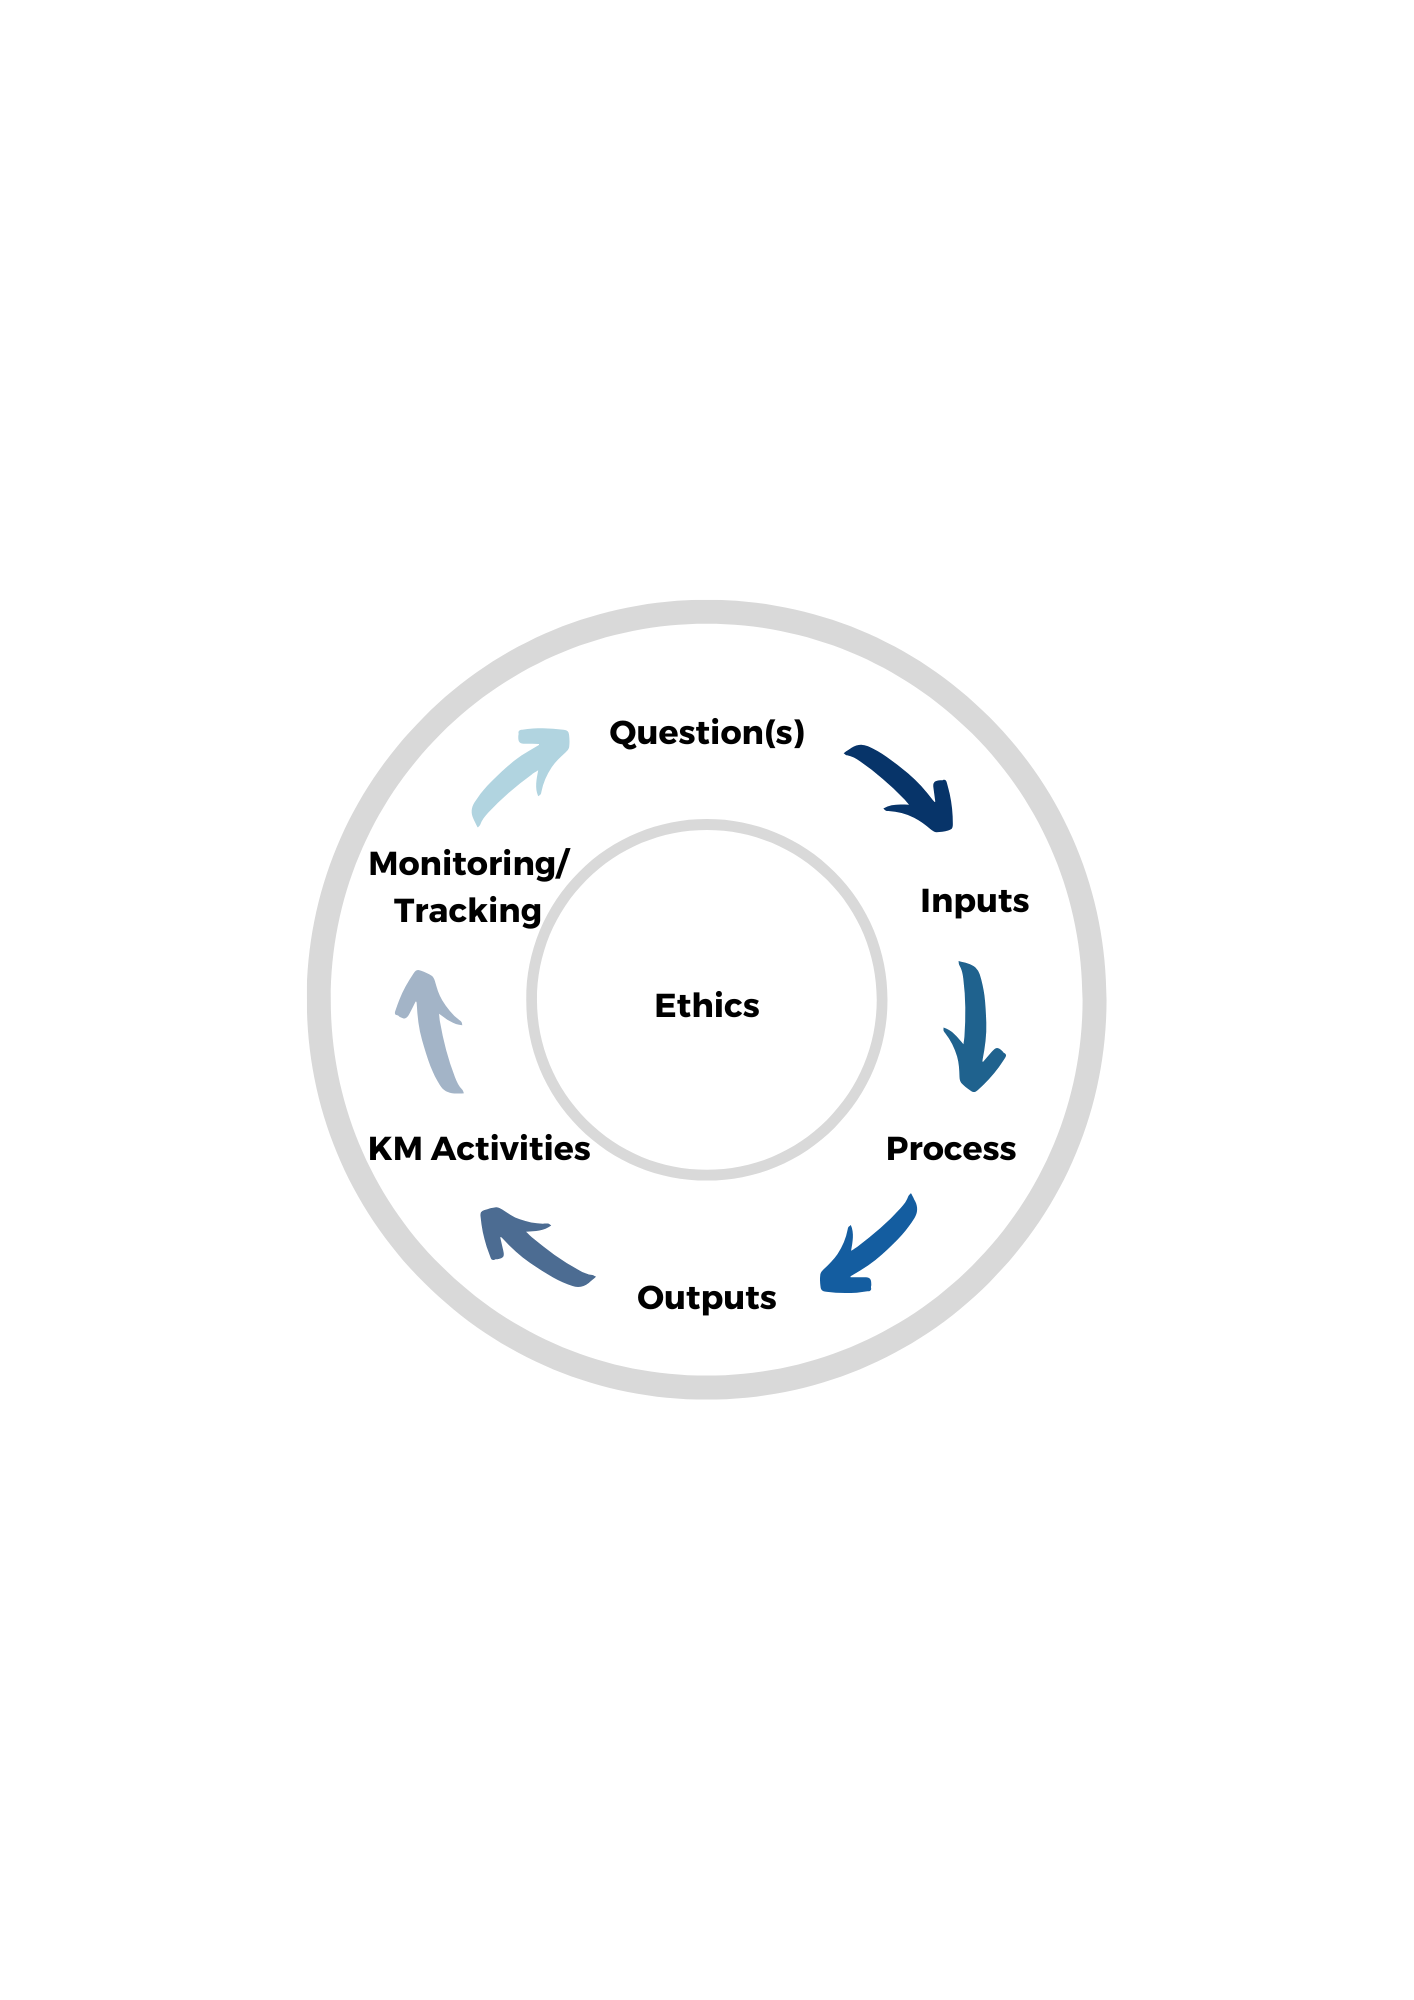 Question(s)
Inputs
Process
Outputs
KM Activities
Monitoring/
Tracking
Ethics